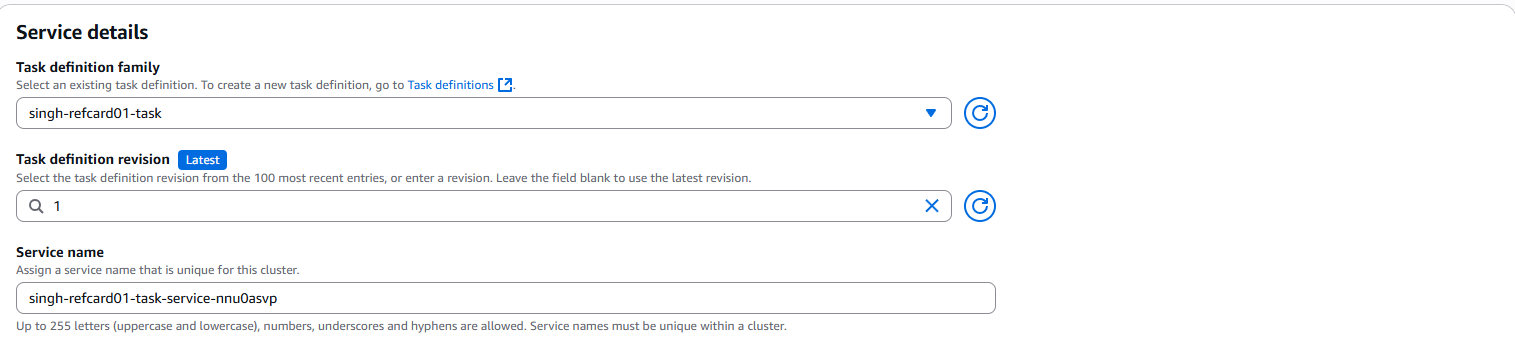 Service details
Task definition family
Select an existing task definition. To create a new task definition, go to Task definitions.
singh-refcard01-task
Task definition revision Latest
Select the task definition revision from the 100 most recent entries, or enter a revision. Leave the field blank to use the latest revision.
1
Service name
Assign a service name that is unique for this cluster.
singh-refcard01-task-service-nnu0asvp
Up to 255 letters (uppercase and lowercase), numbers, underscores and hyphens are allowed. Service names must be unique within a cluster.